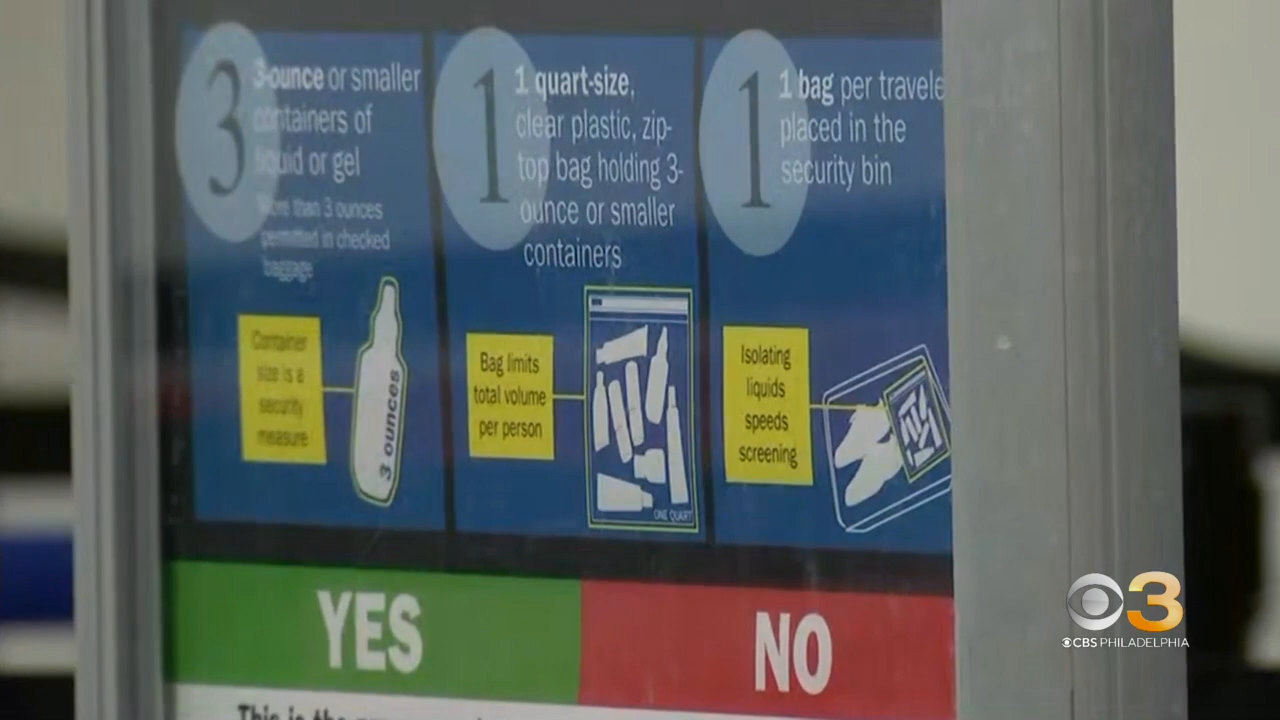 3
3-ounce or smaller
containers of
liquid or gel
More than 3 ounces
permitted in checked
baggage
Container
size is a
security
measure
3 ounces
1
1 quart-size,
clear plastic, zip-
top bag holding 3-
ounce or smaller
containers
Bag limits
total volume
per person
ONE QUART
1
1 bag per travele
placed in the
security bin
Isolating
liquids
speeds
screening
YES
NO
This is the
3
CBS PHILADELPHIA